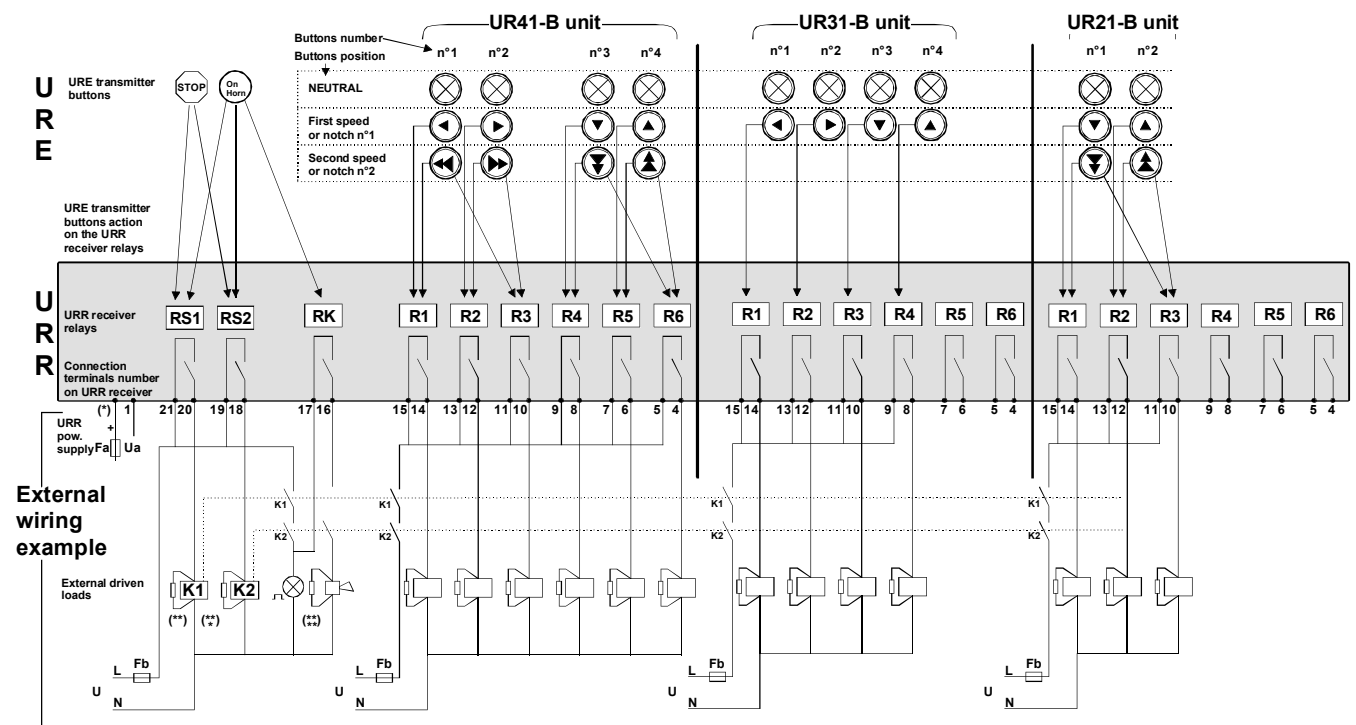 UR41-B unit UR31-B unit UR21-B unit
Buttons number n°1 n°2 n°3 n°4 n°1 n°2 n°3 n°4 n°1 n°2
Buttons position
URE
URE transmitter
buttons
STOP
On
Horn
NEUTRAL
First speed
or notch n°1
Second speed
or notch n°2
URE transmitter
buttons action
on the URR
receiver relays
URR
URR receiver
relays
RS1 RS2 RK R1 R2 R3 R4 R5 R6 R1 R2 R3 R4 R5 R6 R1 R2 R3 R4 R5 R6
Connection
terminals number
on URR receiver
(*) 1 21 20 19 18 17 16 15 14 13 12 11 10 9 8 7 6 5 4 15 14 13 12 11 10 9 8 7 6 5 4 15 14 13 12 11 10 9 8 7 6 5 4
URR
pow.
supply
+
Fa Ua
External
wiring
example
K1 K1 K1 K1
K2 K2 K2 K2
External driven
loads
K1 K2
(**) (***) (****)
L Fb L Fb L Fb L Fb
U U U U
N N N N